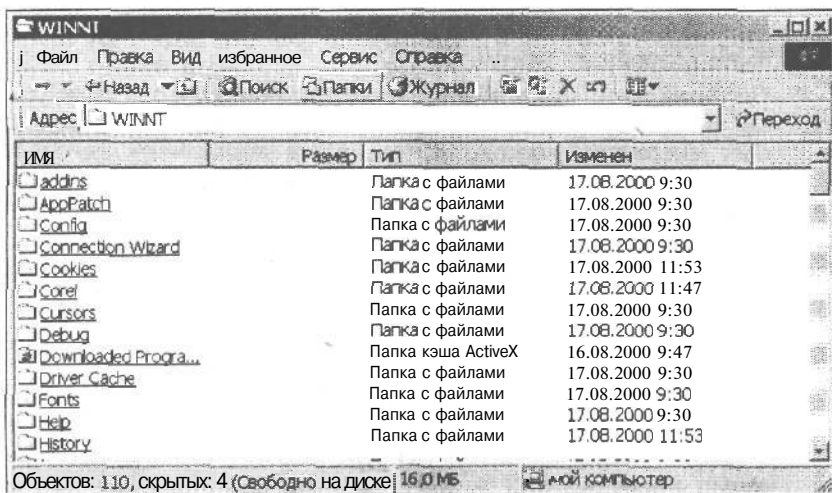 WINNT
j Файл Правка Вид избранное Сервис Справка ..
Назад Поиск Папки Журнал
Адрес WINNT Переход
ИМЯ Размер Тип Изменен
addins Папка с файлами 17.08.2000 9:30
AppPatch Папка с файлами 17.08.2000 9:30
Config Папка с файлами 17.08.2000 9:30
Connection Wizard Папка с файлами 17.08.2000 9:30
Cookies Папка с файлами 17.08.2000 11:53
Corel Папка с файлами 17.08.2000 11:47
Cursors Папка с файлами 17.08.2000 9:30
Debug Папка с файлами 17.08.2000 9:30
Downloaded Progra... Папка кэша ActiveX 16.08.2000 9:47
Driver Cache Папка с файлами 17.08.2000 9:30
Fonts Папка с файлами 17.08.2000 9:30
Help Папка с файлами 17.08.2000 9:30
History Папка с файлами 17.08.2000 11:53
Объектов: 110, скрытых: 4 (Свободно на диске 16,0 МБ мой компьютер